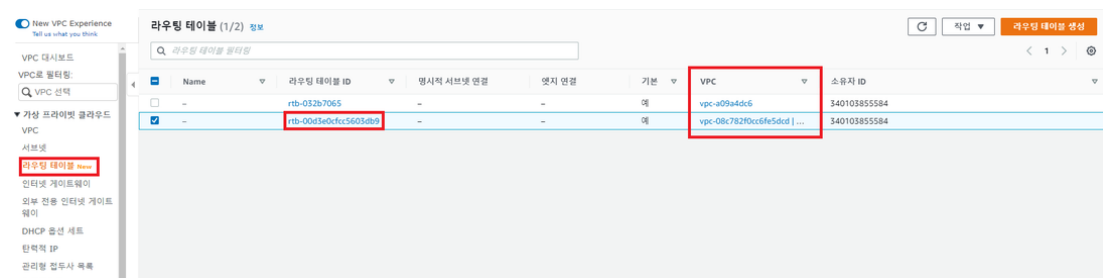 New VPC Experience
Tell us what you think
VPC 대시보드
VPC로 필터링:
VPC 선택
가상 프라이빗 클라우드
VPC
서브넷
라우팅 테이블 New
인터넷 게이트웨이
외부 전용 인터넷 게이트
웨이
DHCP 옵션 세트
탄력적 IP
관리형 접두사 목록
라우팅 테이블 (1/2) 정보
작업 ▼
라우팅 테이블 생성
라우팅 테이블 필터링
< 1 >
Name 라우팅 테이블 ID 명시적 서브넷 연결 엣지 연결 기본 VPC 소유자 ID
– rtb-032b7065 – – 예 vpc-a09a4dc6 340103855584
– rtb-00d3e0cfcc5603db9 – – 예 vpc-08c782f0cc6fe5dcd | ... 340103855584